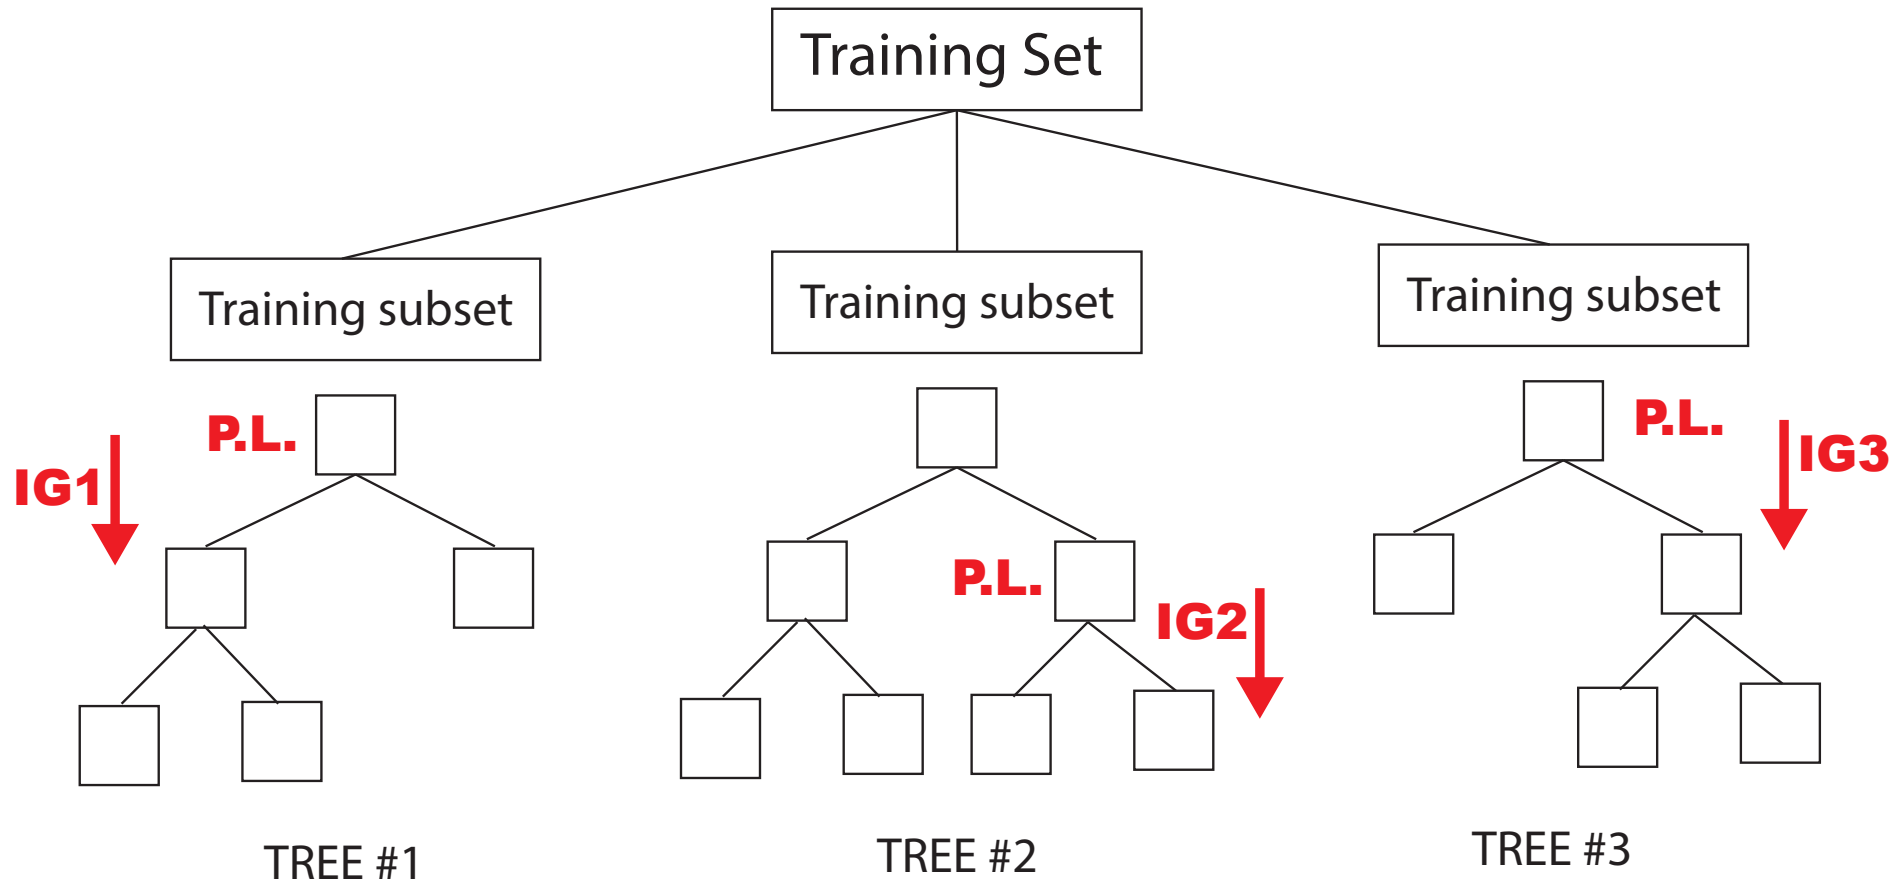 Training Set
Training subset
Training subset
Training subset
P.L.
IG1
P.L.
IG2
P.L.
IG3
TREE #1
TREE #2
TREE #3